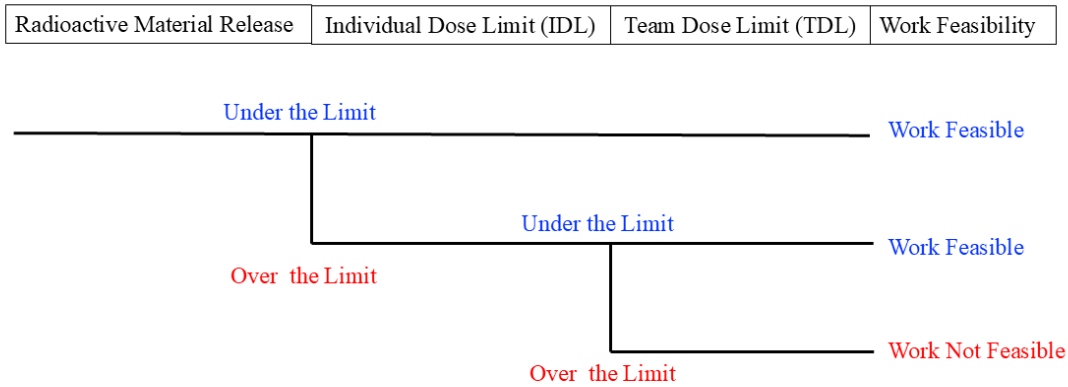 Radioactive Material Release
Individual Dose Limit (IDL)
Team Dose Limit (TDL)
Work Feasibility
Under the Limit
Work Feasible
Under the Limit
Work Feasible
Over the Limit
Work Not Feasible
Over the Limit